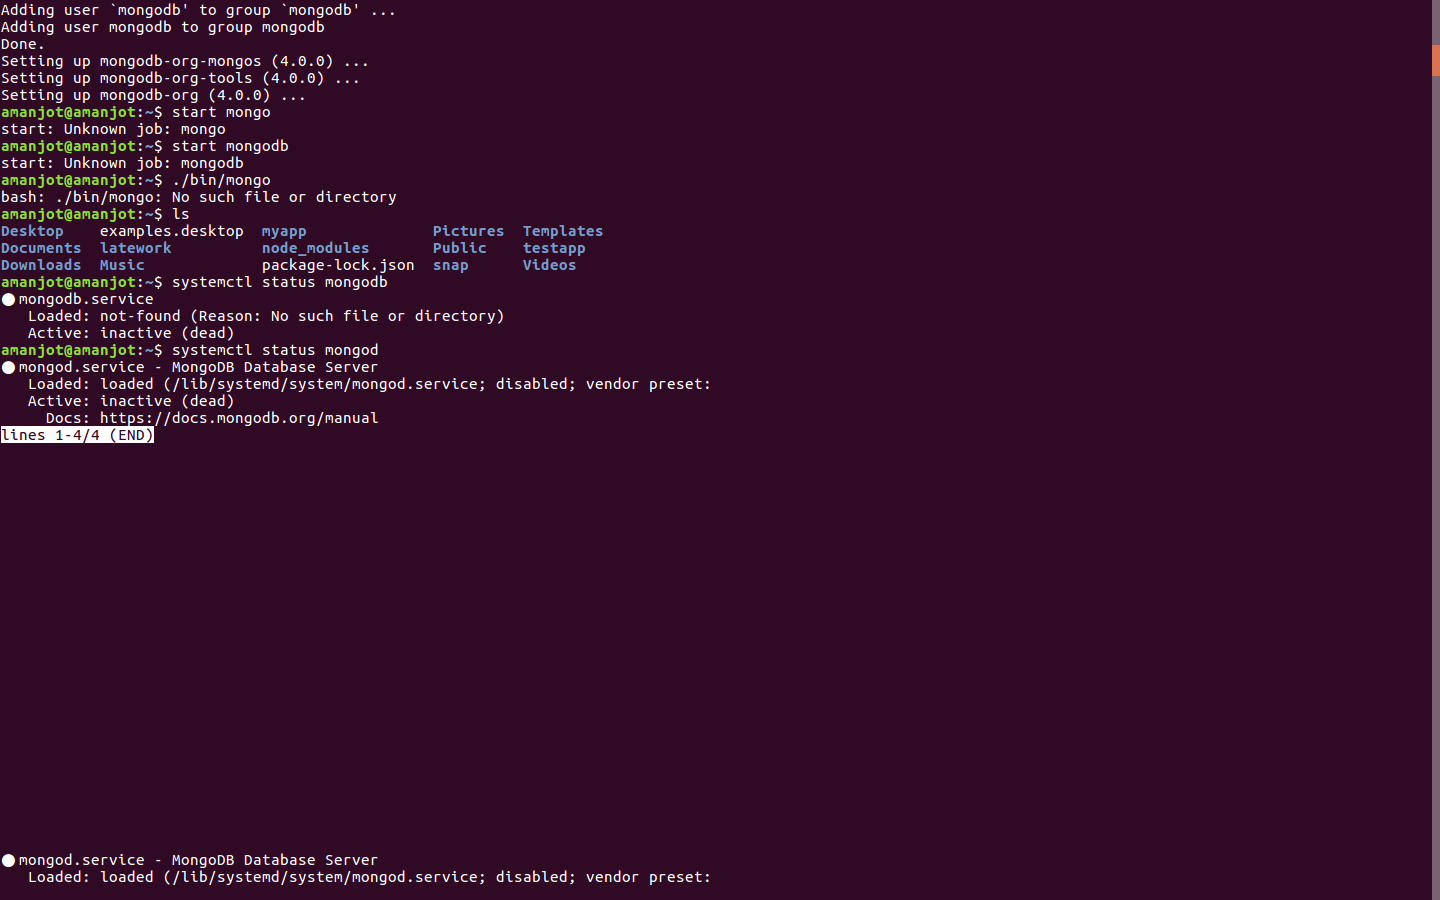 Adding user `mongodb' to group `mongodb' ...
Adding user mongodb to group mongodb
Done.
Setting up mongodb-org-mongos (4.0.0) ...
Setting up mongodb-org-tools (4.0.0) ...
Setting up mongodb-org (4.0.0) ...
amanjot@amanjot:~$ start mongo
start: Unknown job: mongo
amanjot@amanjot:~$ start mongodb
start: Unknown job: mongodb
amanjot@amanjot:~$ ./bin/mongo
bash: ./bin/mongo: No such file or directory
amanjot@amanjot:~$ ls
Desktop    examples.desktop  myapp              Pictures  Templates
Documents  latework          node_modules       Public    testapp
Downloads  Music             package-lock.json  snap      Videos
amanjot@amanjot:~$ systemctl status mongodb
● mongodb.service
   Loaded: not-found (Reason: No such file or directory)
   Active: inactive (dead)
amanjot@amanjot:~$ systemctl status mongod
● mongod.service - MongoDB Database Server
   Loaded: loaded (/lib/systemd/system/mongod.service; disabled; vendor preset:
   Active: inactive (dead)
     Docs: https://docs.mongodb.org/manual
lines 1-4/4 (END)
● mongod.service - MongoDB Database Server
   Loaded: loaded (/lib/systemd/system/mongod.service; disabled; vendor preset: